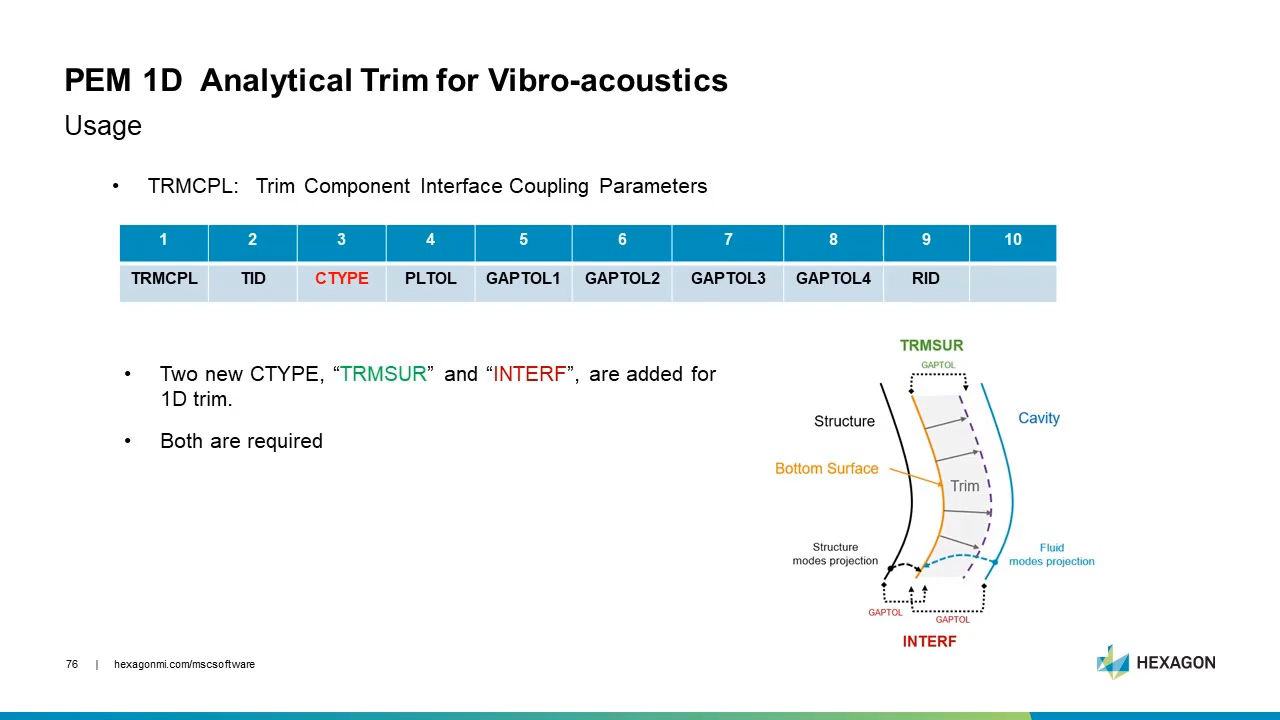 PEM 1D Analytical Trim for Vibro-acoustics
Usage
• TRMCPL: Trim Component Interface Coupling Parameters
1 2 3 4 5 6 7 8 9 10
TRMCPL TID CTYPE PLTOL GAPTOL1 GAPTOL2 GAPTOL3 GAPTOL4 RID
• Two new CTYPE, “TRMSUR” and “INTERF”, are added for
1D trim.
• Both are required
TRMSUR
GAPTOL
Structure
Cavity
Bottom Surface
Trim
Structure
modes projection
Fluid
modes projection
GAPTOL
GAPTOL
INTERF
76 | hexagonmi.com/mscsoftware
HEXAGON